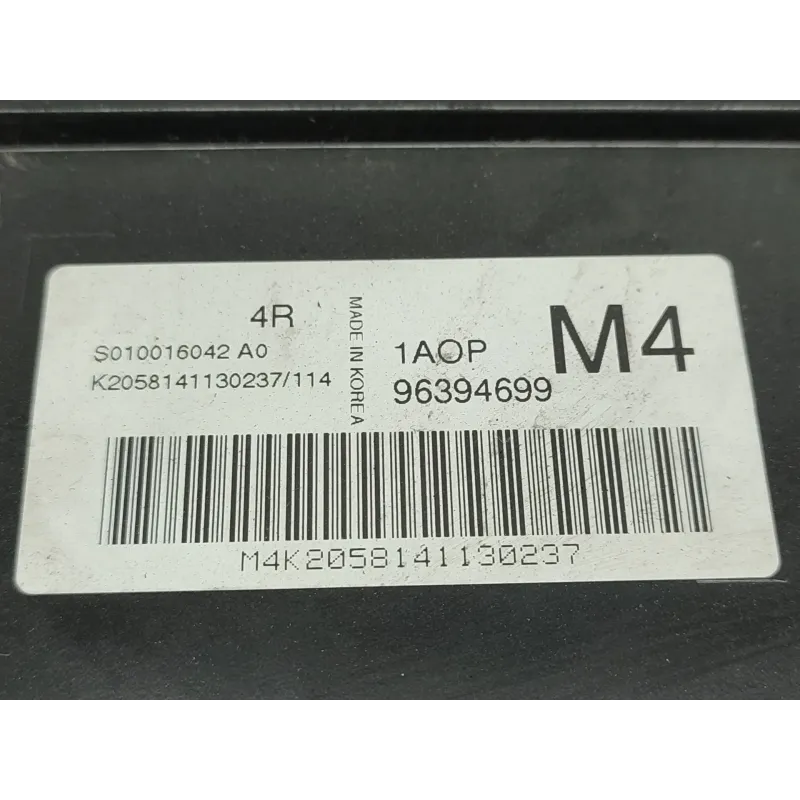 4R
S010016042 A0
K2058141130237/114
MADE IN KOREA
1AOP
96394699
M4
M4K2058141130237